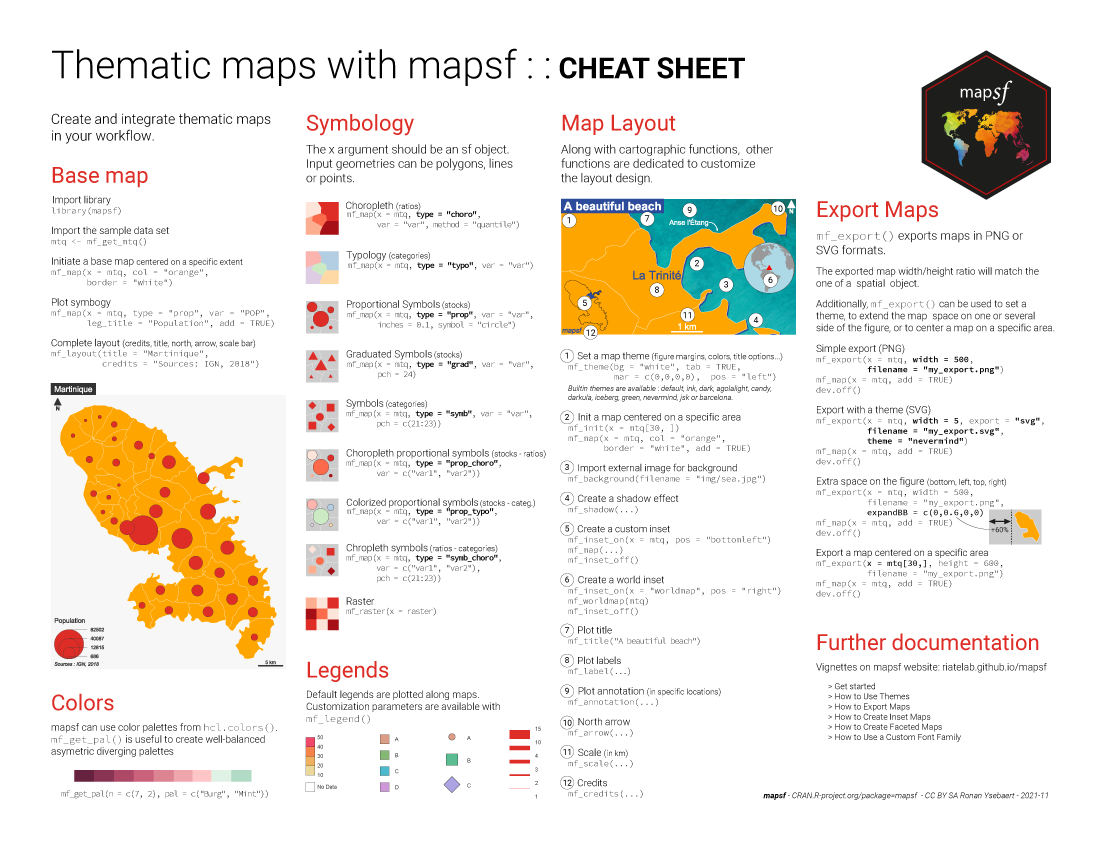 Thematic maps with mapsf : : CHEAT SHEET
mapsf
Create and integrate thematic maps
in your workflow.
Base map
Import library
library(mapsf)
Import the sample data set
mtq <- mf_get_mtq()
Initiate a base map centered on a specific extent
mf_map(x = mtq, col = "orange",
border = "white")
Plot symbogy
mf_map(x = mtq, type = "prop", var = "POP",
leg_title = "Population", add = TRUE)
Complete layout (credits, title, north, arrow, scale bar)
mf_layout(title = "Martinique",
credits = "Sources: IGN, 2018")
Martinique
N
Population
82502
40087
12815
686
Sources : IGN, 2018
5 km
Colors
mapsf can use color palettes from hcl.colors().
mf_get_pal() is useful to create well-balanced
asymetric diverging palettes
mf_get_pal(n = c(7, 2), pal = c("Burg", "Mint"))
Symbology
The x argument should be an sf object.
Input geometries can be polygons, lines
or points.
Choropleth (ratios)
mf_map(x = mtq, type = "choro",
var = "var", method = "quantile")
Typology (categories)
mf_map(x = mtq, type = "typo", var = "var")
Proportional Symbols (stocks)
mf_map(x = mtq, type = "prop", var = "var",
inches = 0.1, symbol = "circle")
Graduated Symbols (stocks)
mf_map(x = mtq, type = "grad", var = "var",
pch = 24)
Symbols (categories)
mf_map(x = mtq, type = "symb", var = "var",
pch = c(21:23))
Choropleth proportional symbols (stocks - ratios)
mf_map(x = mtq, type = "prop_choro",
var = c("var1", "var2"))
Colorized proportional symbols (stocks - categ.)
mf_map(x = mtq, type = "prop_typo",
var = c("var1", "var2"))
Chropleth symbols (ratios - categories)
mf_map(x = mtq, type = "symb_choro",
var = c("var1", "var2"),
pch = c(21:23))
Raster
mf_raster(x = raster)
Legends
Default legends are plotted along maps.
Customization parameters are available with
mf_legend()
50
40
30
20
10
No Data
A
B
C
D
A
B
C
15
10
4
3
2
1
Map Layout
Along with cartographic functions, other
functions are dedicated to customize
the layout design.
A beautiful beach
1
7
9
10
N
Anse l'Étang
2
La Trinité
6
3
8
5
11
1 km
4
mapsf
12
1 Set a map theme (figure margins, colors, title options...)
mf_theme(bg = "white", tab = TRUE,
mar = c(0,0,0,0), pos = "left")
Builtin themes are available : default, ink, dark, agolalight, candy,
darkula, iceberg, green, nevermind, jsk or barcelona.
2 Init a map centered on a specific area
mf_init(x = mtq[30, ])
mf_map(x = mtq, col = "orange",
border = "white", add = TRUE)
3 Import external image for background
mf_background(filename = "img/sea.jpg")
4 Create a shadow effect
mf_shadow(...)
5 Create a custom inset
mf_inset_on(x = mtq, pos = "bottomleft")
mf_map(...)
mf_inset_off()
6 Create a world inset
mf_inset_on(x = "worldmap", pos = "right")
mf_worldmap(mtq)
mf_inset_off()
7 Plot title
mf_title("A beautiful beach")
8 Plot labels
mf_label(...)
9 Plot annotation (in specific locations)
mf_annotation(...)
10 North arrow
mf_arrow(...)
11 Scale (in km)
mf_scale(...)
12 Credits
mf_credits(...)
Export Maps
mf_export() exports maps in PNG or
SVG formats.
The exported map width/height ratio will match the
one of a spatial object.
Additionally, mf_export() can be used to set a
theme, to extend the map space on one or several
side of the figure, or to center a map on a specific area.
Simple export (PNG)
mf_export(x = mtq, width = 500,
filename = "my_export.png")
mf_map(x = mtq, add = TRUE)
dev.off()
Export with a theme (SVG)
mf_export(x = mtq, width = 5, export = "svg",
filename = "my_export.svg",
theme = "nevermind")
mf_map(x = mtq, add = TRUE)
dev.off()
Extra space on the figure (bottom, left, top, right)
mf_export(x = mtq, width = 500,
filename = "my_export.png",
expandBB = c(0,0.6,0,0)
mf_map(x = mtq, add = TRUE)
dev.off()
+60%
Export a map centered on a specific area
mf_export(x = mtq[30,], height = 600,
filename = "my_export.png")
mf_map(x = mtq, add = TRUE)
dev.off()
Further documentation
Vignettes on mapsf website: riatelab.github.io/mapsf
> Get started
> How to Use Themes
> How to Export Maps
> How to Create Inset Maps
> How to Create Faceted Maps
> How to Use a Custom Font Family
mapsf - CRAN.R-project.org/package=mapsf - CC BY SA Ronan Ysebaert - 2021-11